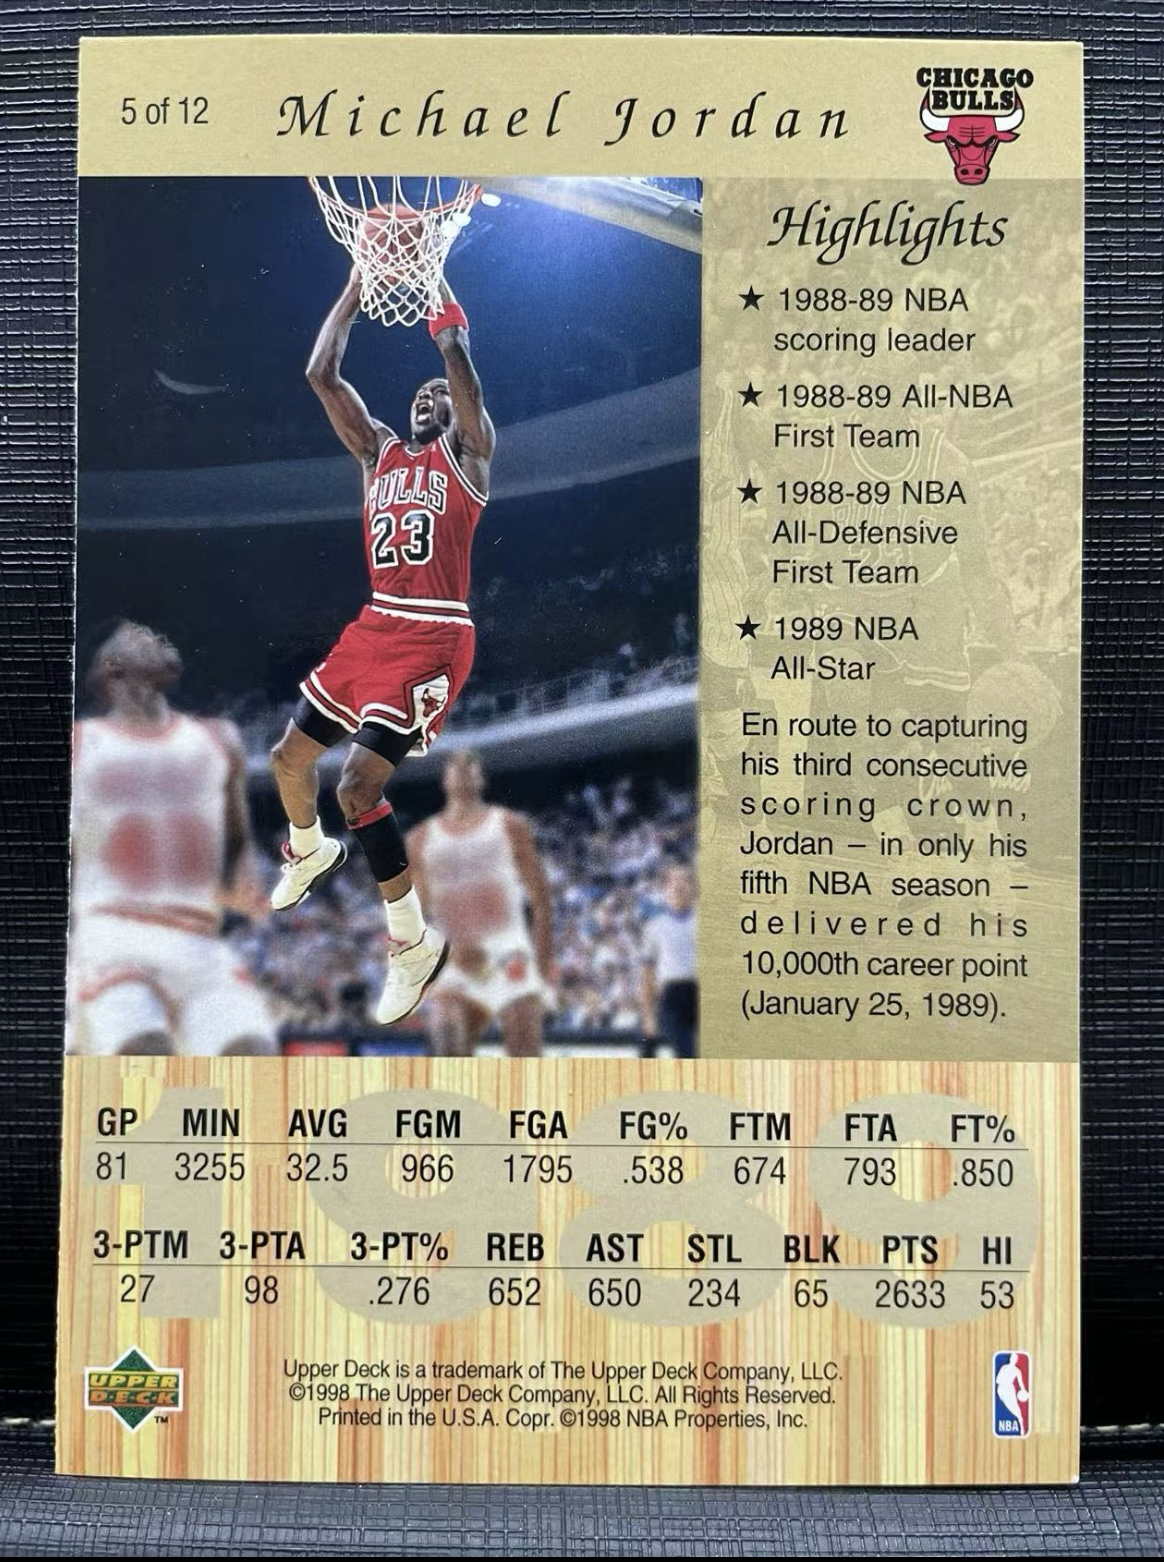 5 of 12
Michael Jordan
CHICAGO
BULLS
Highlights
★ 1988-89 NBA
scoring leader
★ 1988-89 All-NBA
First Team
★ 1988-89 NBA
All-Defensive
First Team
★ 1989 NBA
All-Star
En route to capturing
his third consecutive
scoring crown,
Jordan – in only his
fifth NBA season –
delivered his
10,000th career point
(January 25, 1989).
BULLS
23
1989
GP MIN AVG FGM FGA FG% FTM FTA FT%
81 3255 32.5 966 1795 .538 674 793 .850
3-PTM 3-PTA 3-PT% REB AST STL BLK PTS HI
27 98 .276 652 650 234 65 2633 53
UPPER
DECK
TM
Upper Deck is a trademark of The Upper Deck Company, LLC.
©1998 The Upper Deck Company, LLC. All Rights Reserved.
Printed in the U.S.A. Copr. ©1998 NBA Properties, Inc.
NBA